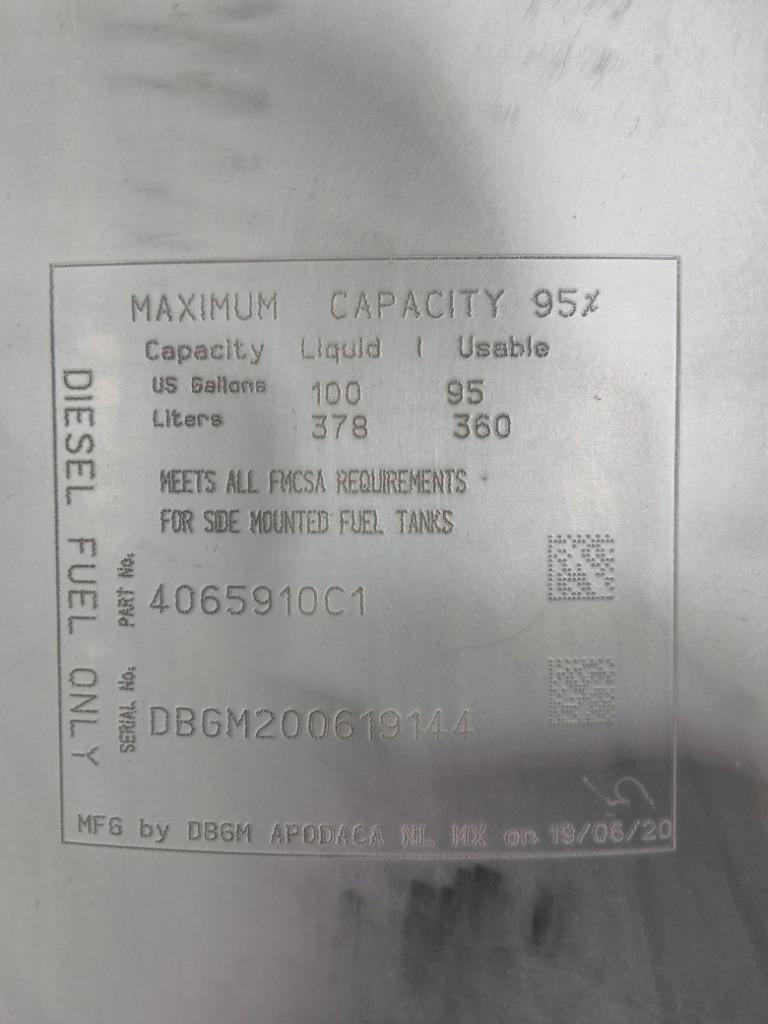 MAXIMUM CAPACITY 95%
Capacity Liquid | Usable
US Gallons 100 95
Liters 378 360
MEETS ALL FMCSA REQUIREMENTS
FOR SIDE MOUNTED FUEL TANKS
DIESEL FUEL ONLY
PART No. 4065910C1
SERIAL No. DBGM200619144
MFG by DBGM APODACA NL MX on 19/06/20